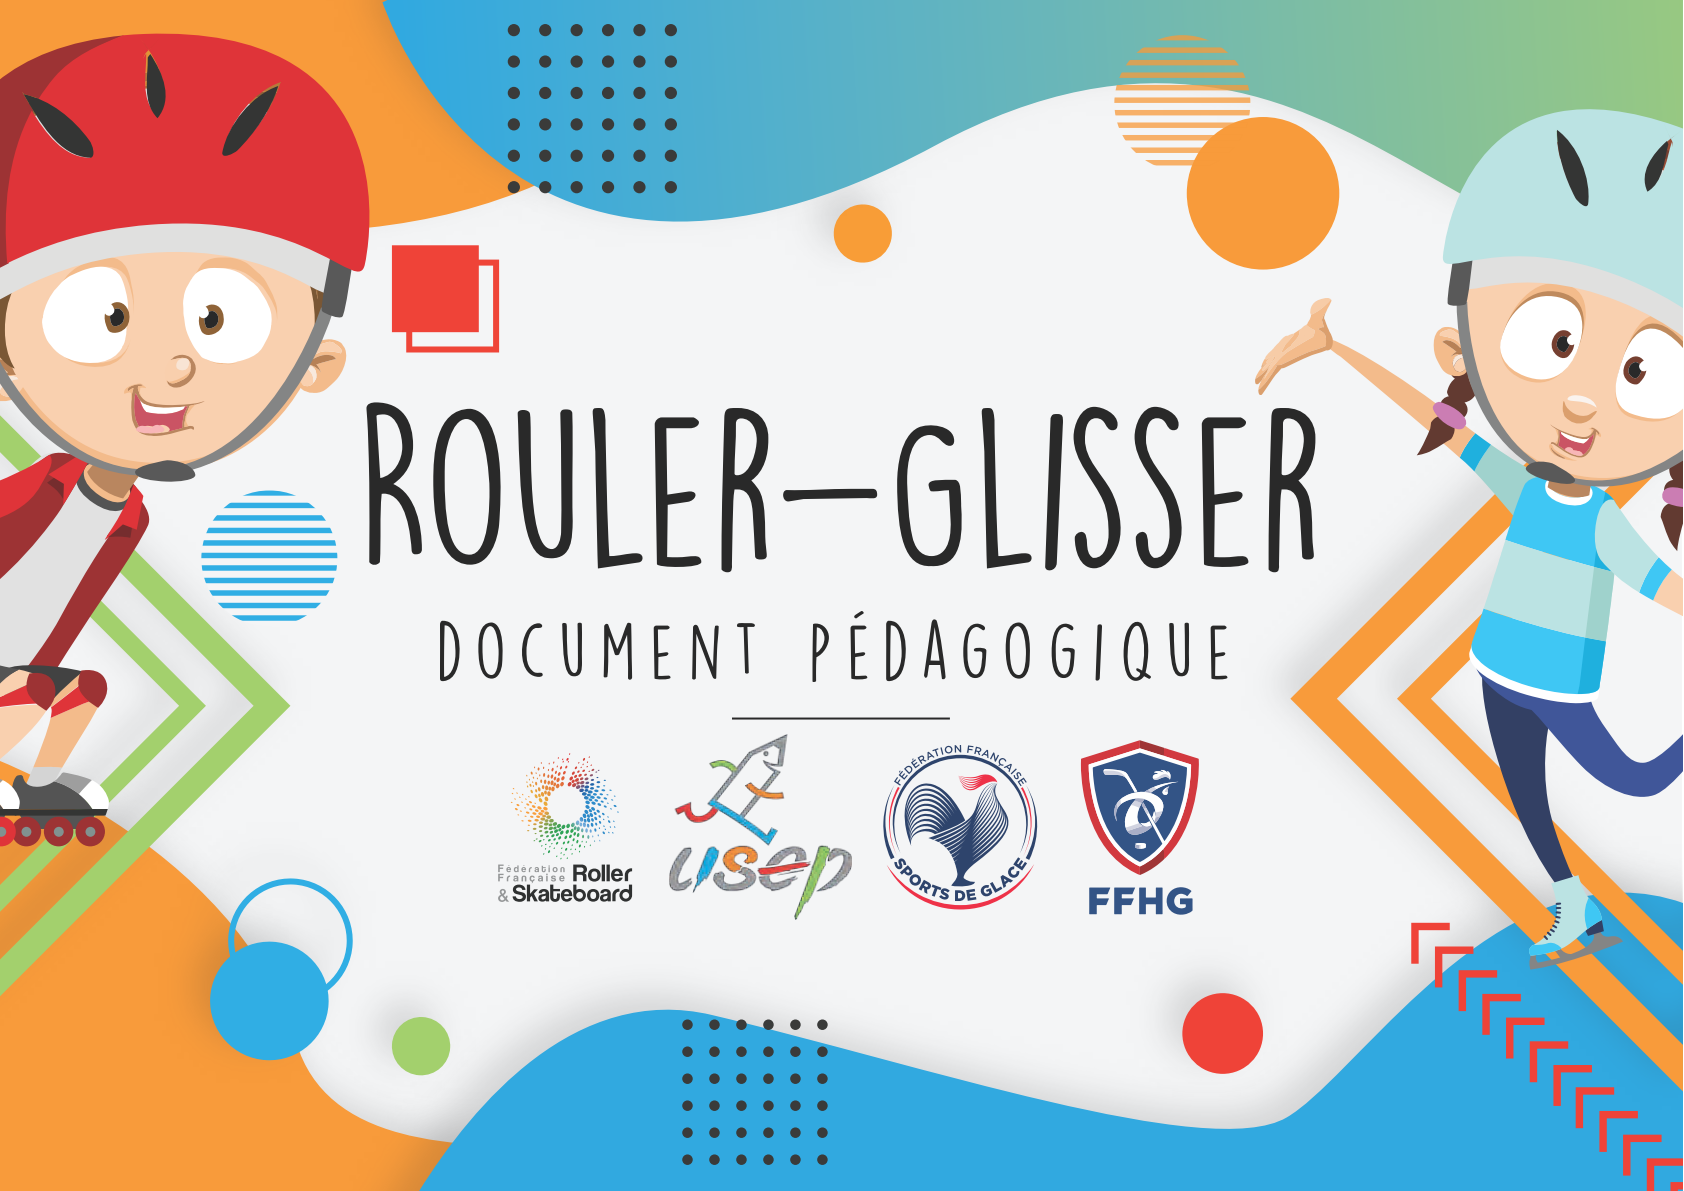 ROULER-GLISSER
DOCUMENT PÉDAGOGIQUE
Fédération
Française Roller
& Skateboard
usep
FÉDÉRATION FRANÇAISE
SPORTS DE GLACE
FFHG